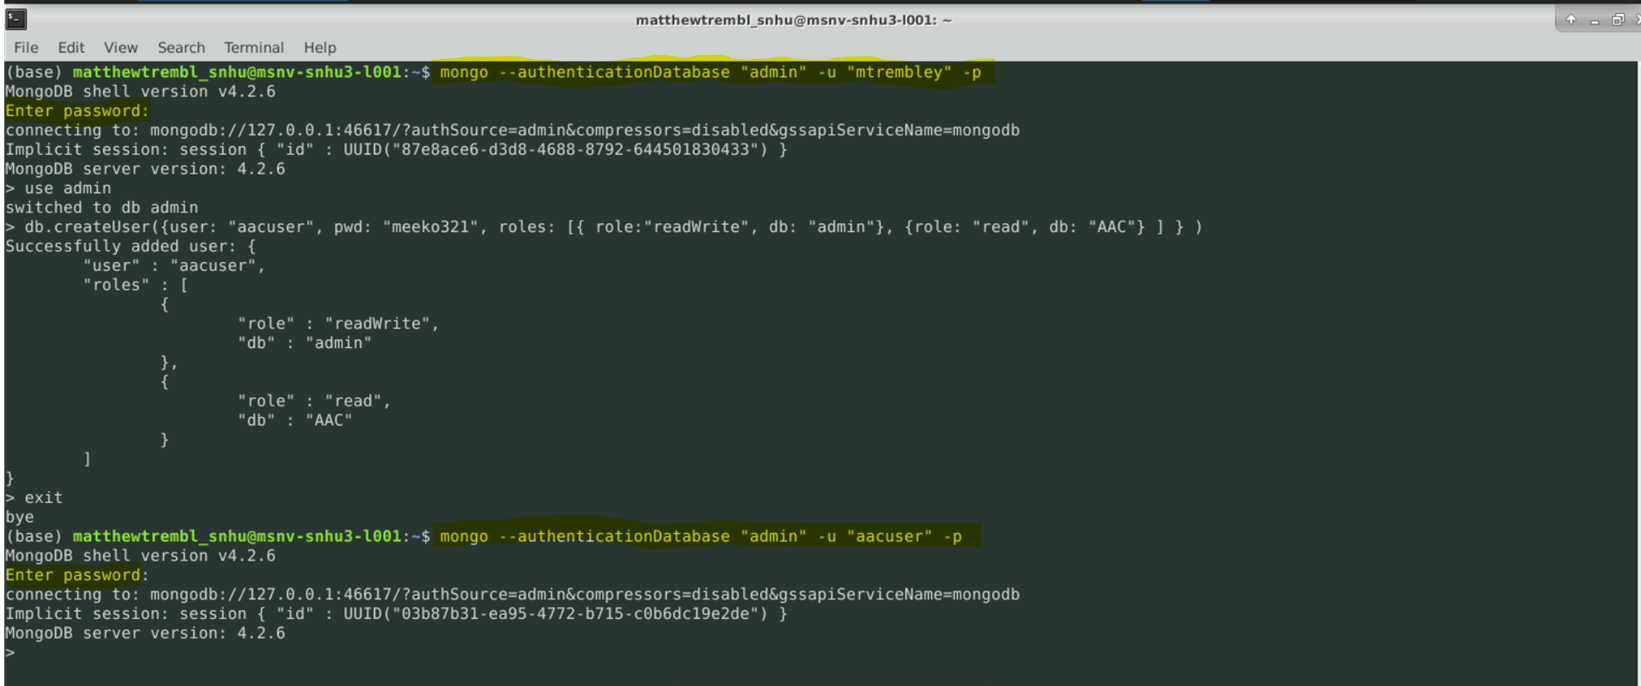 matthewtrembl_snhu@msnv-snhu3-l001: ~
File Edit View Search Terminal Help
(base) matthewtrembl_snhu@msnv-snhu3-l001:~$ mongo --authenticationDatabase "admin" -u "mtrembley" -p
MongoDB shell version v4.2.6
Enter password:
connecting to: mongodb://127.0.0.1:46617/?authSource=admin&compressors=disabled&gssapiServiceName=mongodb
Implicit session: session { "id" : UUID("87e8ace6-d3d8-4688-8792-644501830433") }
MongoDB server version: 4.2.6
> use admin
switched to db admin
> db.createUser({user: "aacuser", pwd: "meeko321", roles: [{ role:"readWrite", db: "admin"}, {role: "read", db: "AAC"} ] } )
Successfully added user: {
        "user" : "aacuser",
        "roles" : [
                {
                        "role" : "readWrite",
                        "db" : "admin"
                },
                {
                        "role" : "read",
                        "db" : "AAC"
                }
        ]
}
> exit
bye
(base) matthewtrembl_snhu@msnv-snhu3-l001:~$ mongo --authenticationDatabase "admin" -u "aacuser" -p
MongoDB shell version v4.2.6
Enter password:
connecting to: mongodb://127.0.0.1:46617/?authSource=admin&compressors=disabled&gssapiServiceName=mongodb
Implicit session: session { "id" : UUID("03b87b31-ea95-4772-b715-c0b6dc19e2de") }
MongoDB server version: 4.2.6
>